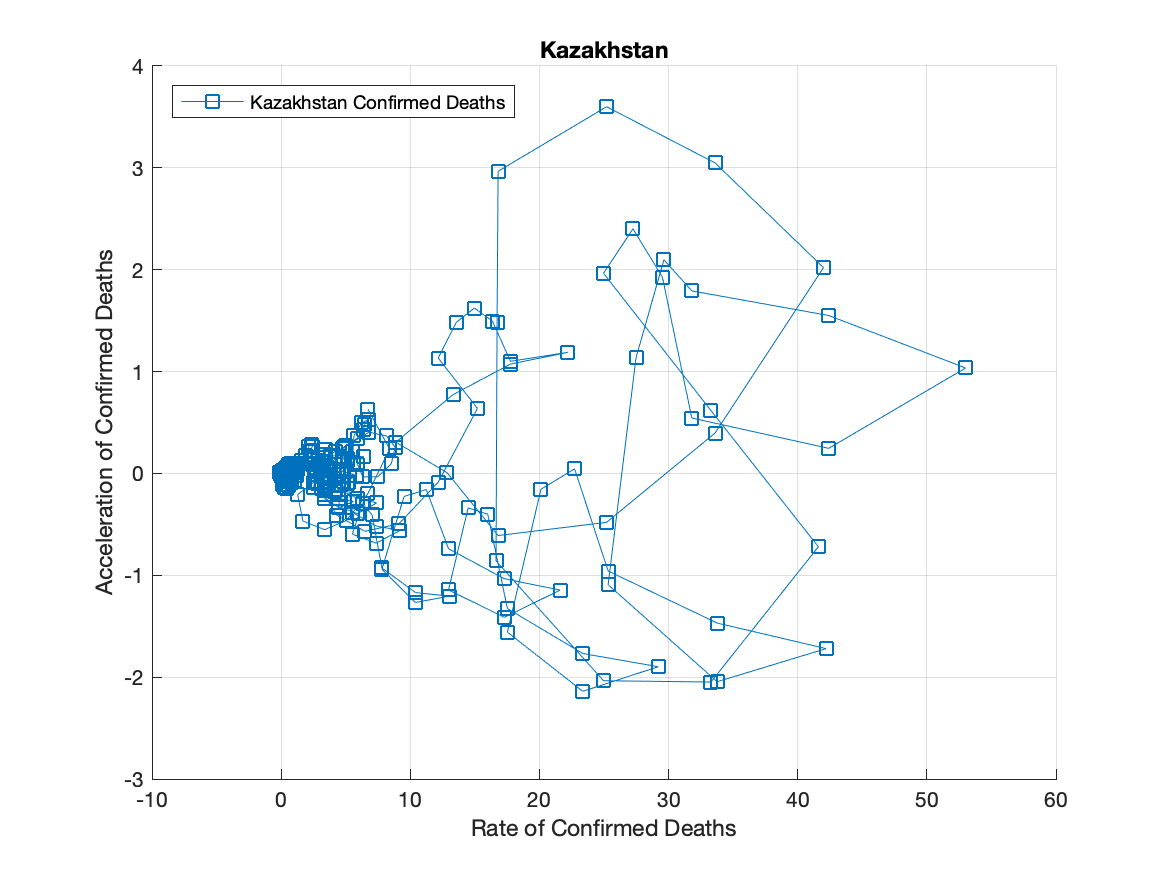 Kazakhstan
4
Kazakhstan Confirmed Deaths
3
2
1
0
-1
-2
-3
Acceleration of Confirmed Deaths
-10 0 10 20 30 40 50 60
Rate of Confirmed Deaths